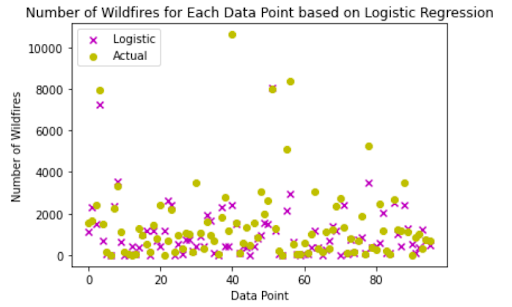 Number of Wildfires for Each Data Point based on Logistic Regression
Logistic
Actual
10000
8000
6000
4000
2000
0
Number of Wildfires
0 20 40 60 80
Data Point